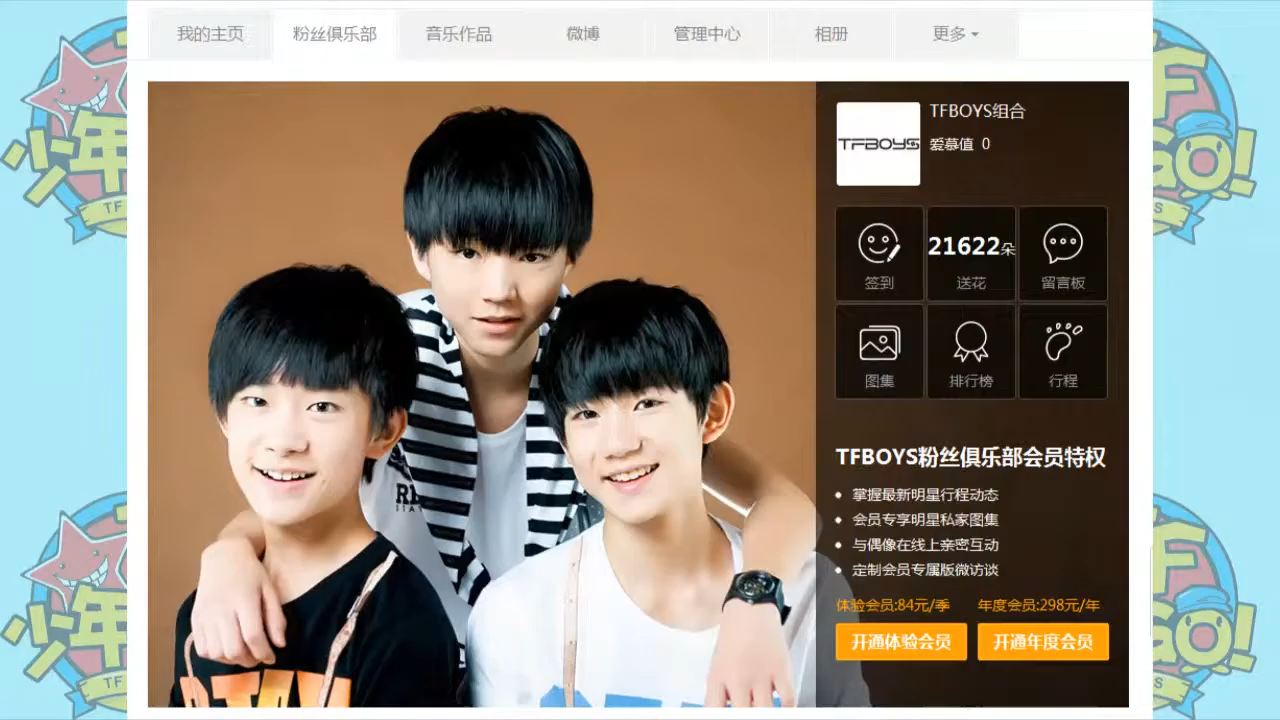 我的主页
粉丝俱乐部
音乐作品
微博
管理中心
相册
更多
TFBOYS
TFBOYS组合
爱慕值 0
签到
21622朵
送花
留言板
图集
排行榜
行程
TFBOYS粉丝俱乐部会员特权
掌握最新明星行程动态
会员专享明星私家图集
与偶像在线上亲密互动
定制会员专属版微访谈
体验会员:84元/季
年度会员:298元/年
开通体验会员
开通年度会员
少年
TF
少年
TF